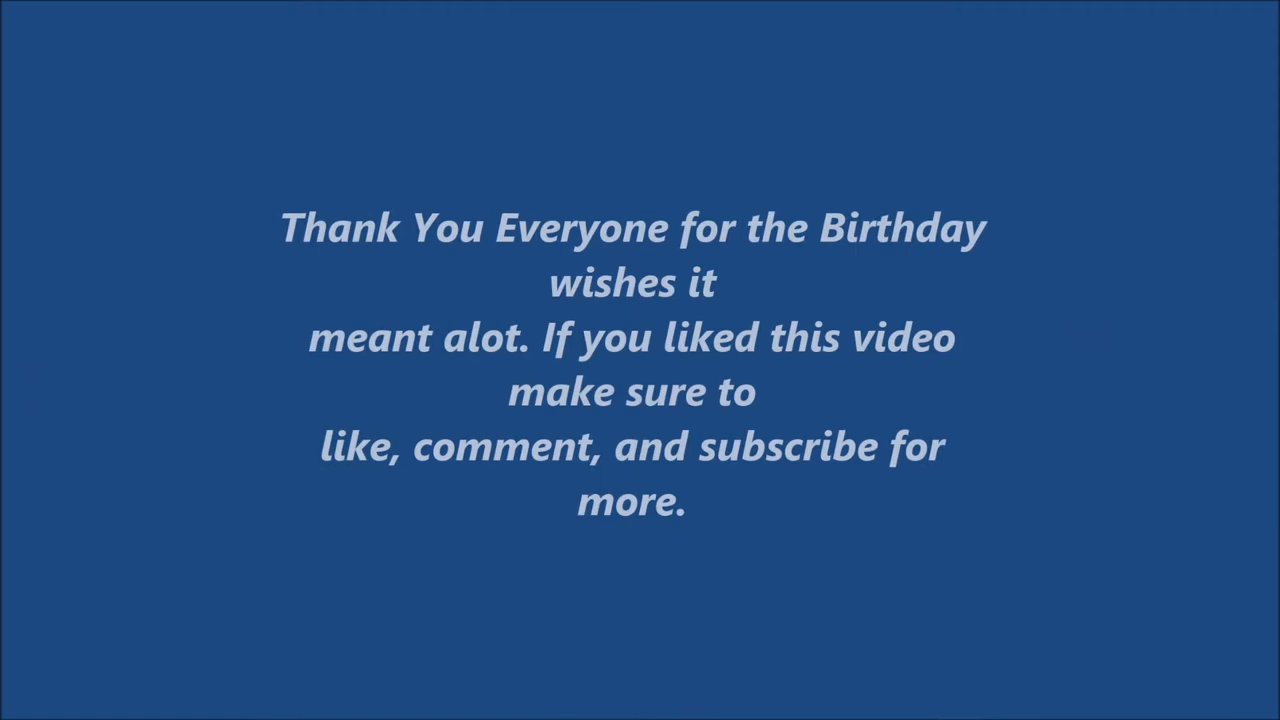 Thank You Everyone for the Birthday
wishes it
meant alot. If you liked this video
make sure to
like, comment, and subscribe for
more.